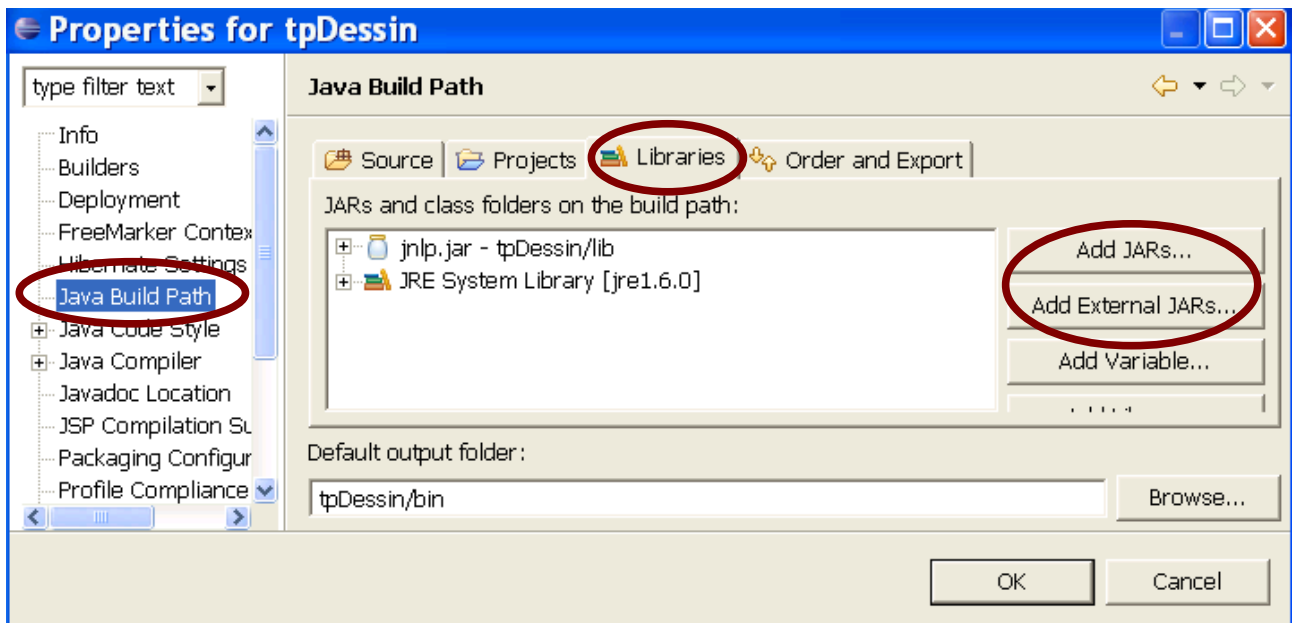 Properties for tpDessin
type filter text
Info
Builders
Deployment
FreeMarker Contex
Hibernate Settings
Java Build Path
Java Code Style
Java Compiler
Javadoc Location
JSP Compilation Su
Packaging Configur
Profile Compliance
Java Build Path
Source
Projects
Libraries
Order and Export
JARs and class folders on the build path:
jnlp.jar - tpDessin/lib
JRE System Library [jre1.6.0]
Add JARs...
Add External JARs...
Add Variable...
Default output folder:
tpDessin/bin
Browse...
OK
Cancel